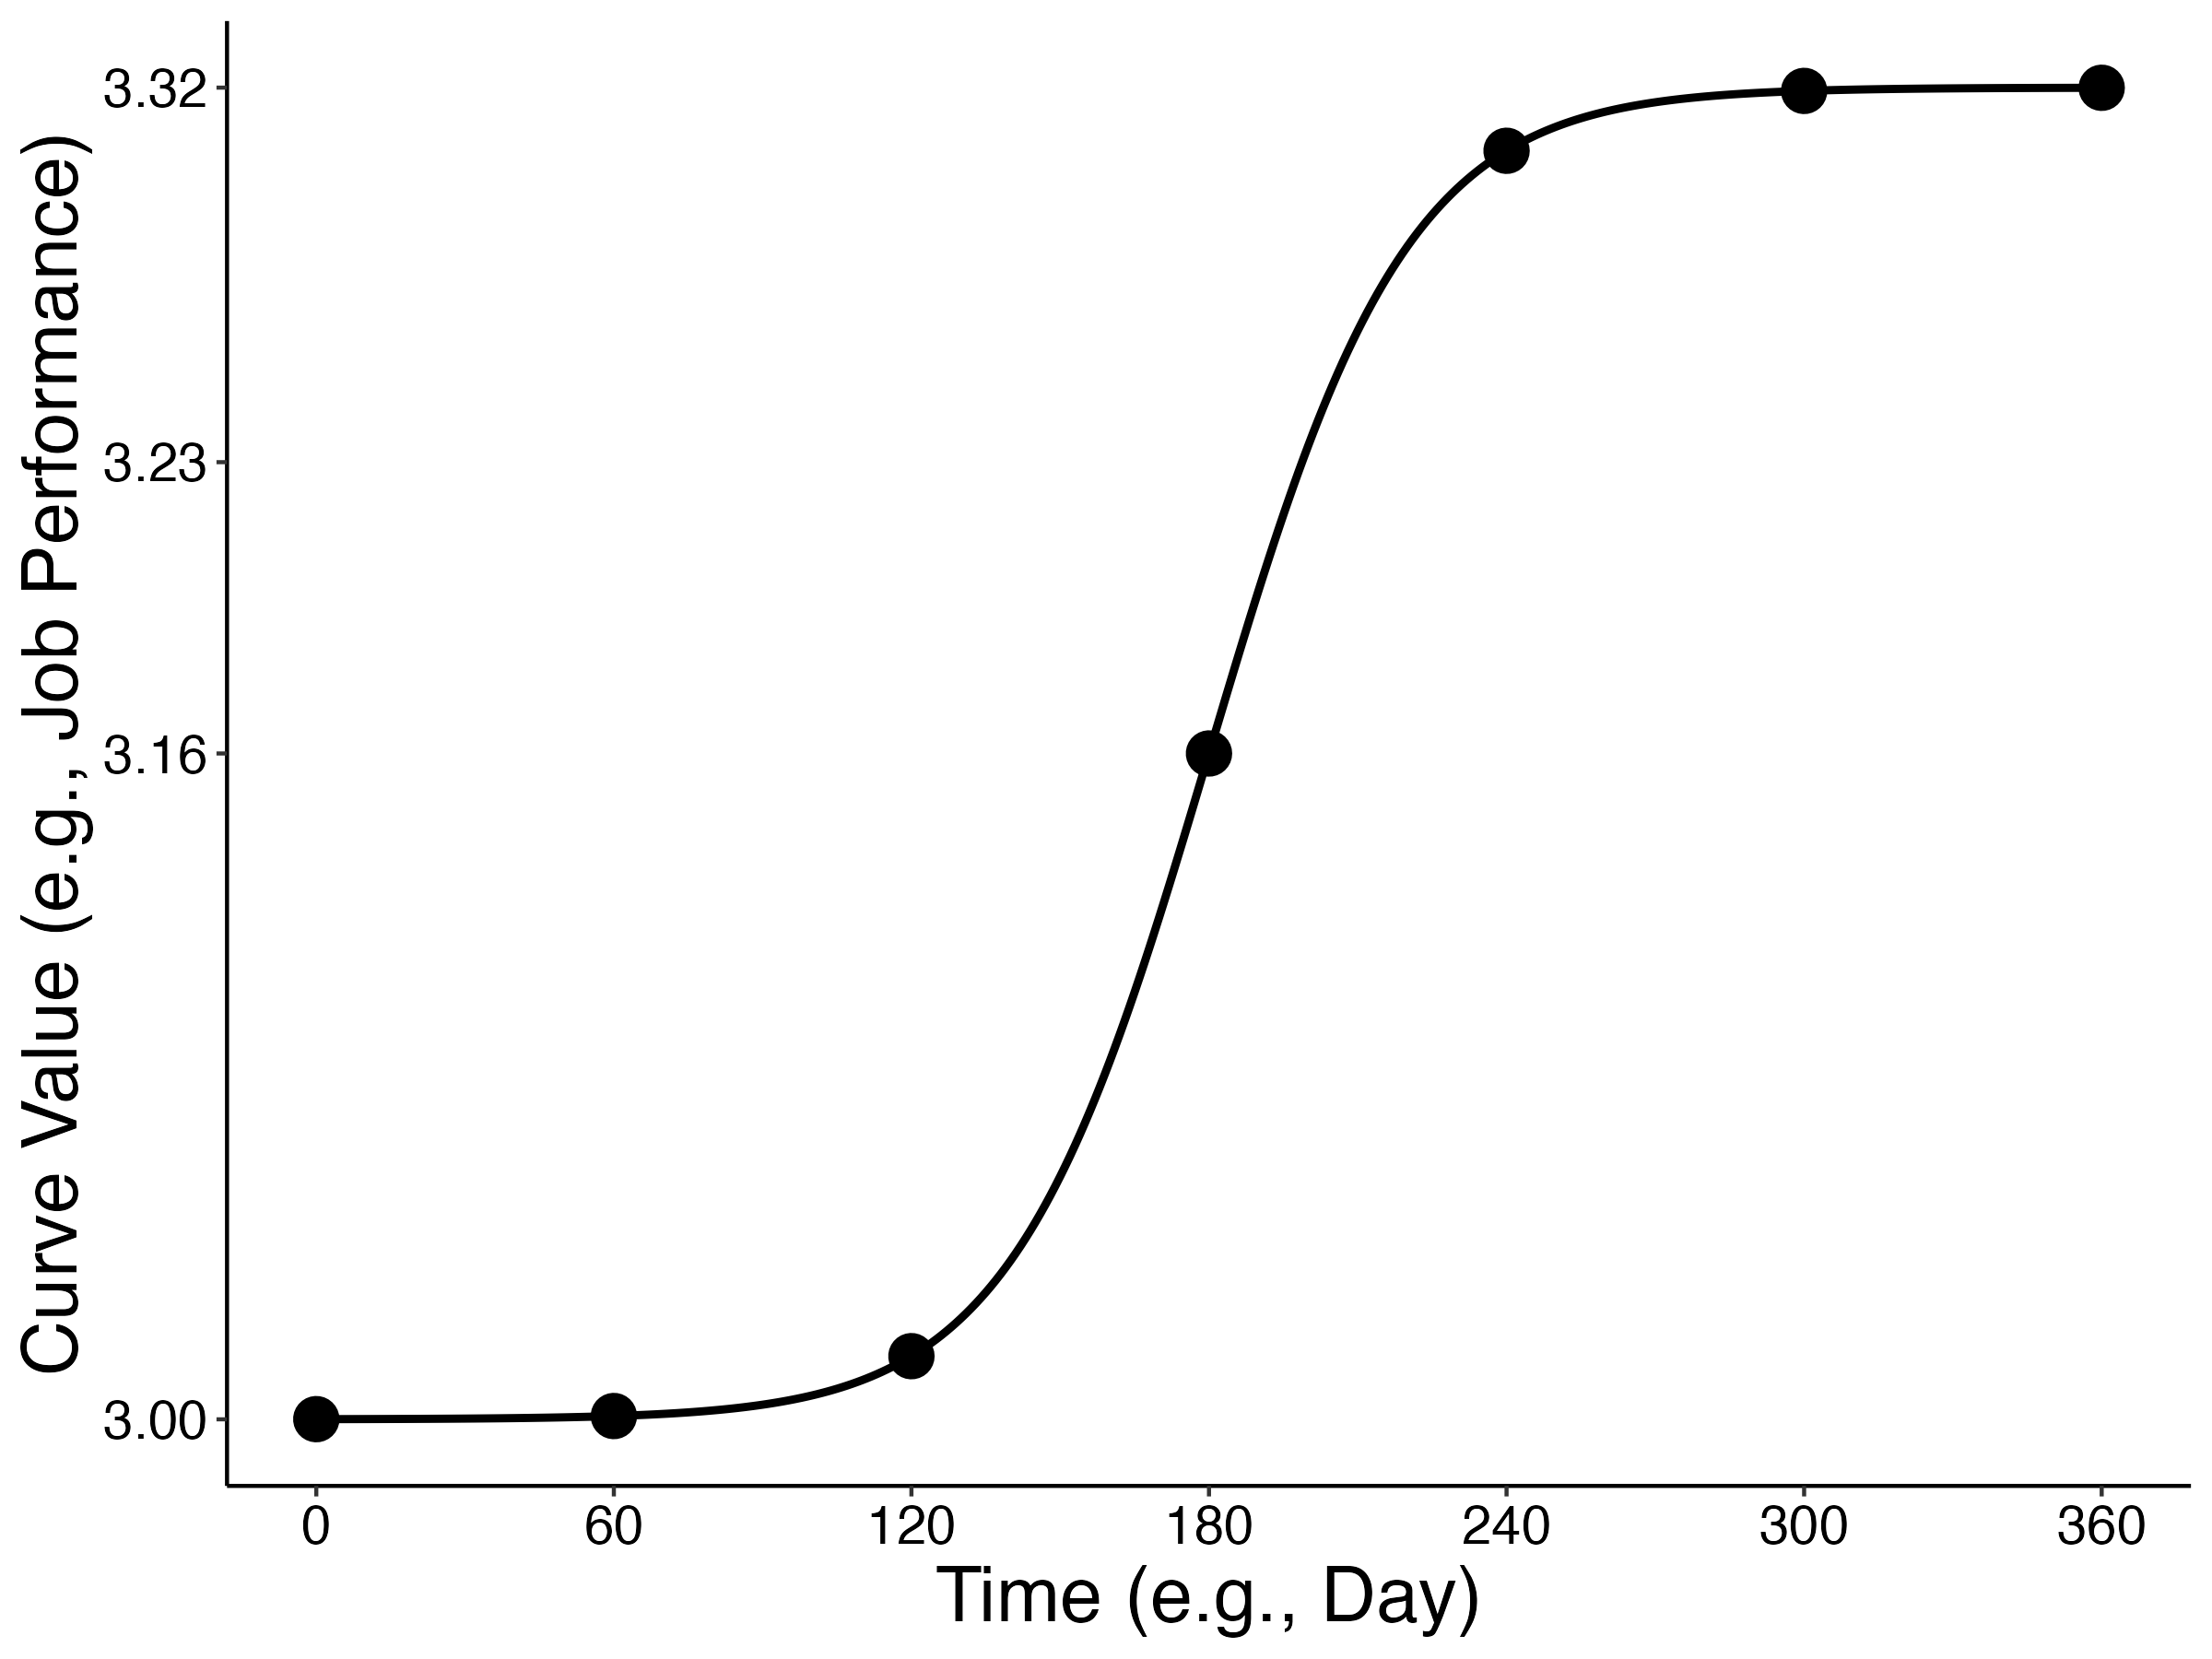 Curve Value (e.g., Job Performance)
3.32
3.23
3.16
3.00
0 60 120 180 240 300 360
Time (e.g., Day)